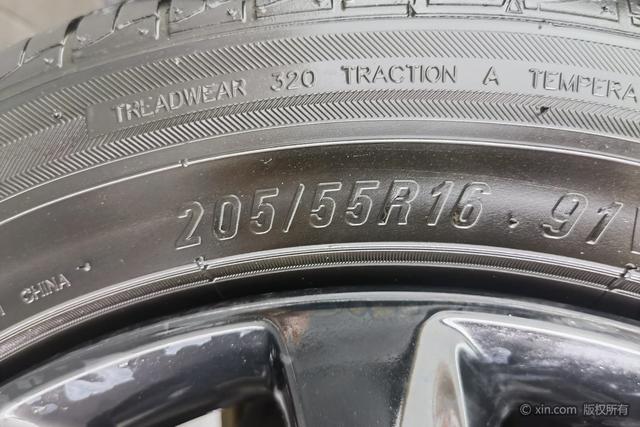 TREADWEAR 320 TRACTION A TEMPERA
205/55R16 91
CHINA
© xin.com 版权所有